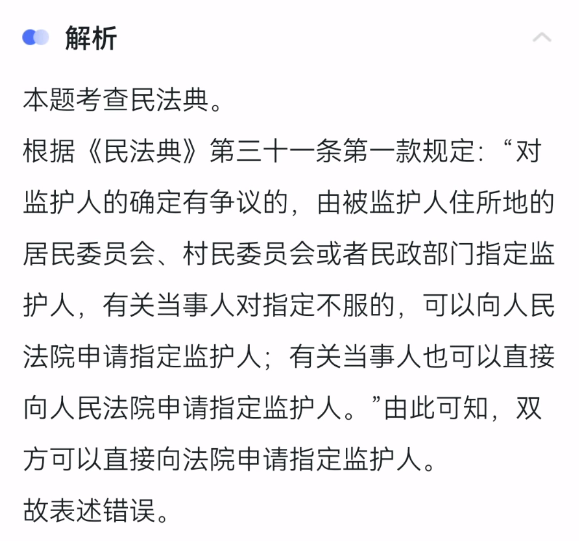 解析
本题考查民法典。
根据《民法典》第三十一条第一款规定：“对
监护人的确定有争议的，由被监护人住所地的
居民委员会、村民委员会或者民政部门指定监
护人，有关当事人对指定不服的，可以向人民
法院申请指定监护人；有关当事人也可以直接
向人民法院申请指定监护人。”由此可知，双
方可以直接向法院申请指定监护人。
故表述错误。